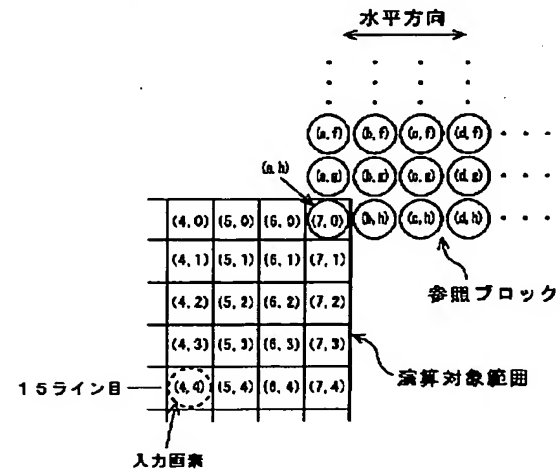 水平方向
(a,f) (b,f) (c,f) (d,f)
(a,h)
(a,g) (b,g) (c,g) (d,g)
(4,0) (5,0) (6,0) (7,0) (b,h) (c,h) (d,h)
(4,1) (5,1) (6,1) (7,1)
参照ブロック
(4,2) (5,2) (6,2) (7,2)
(4,3) (5,3) (6,3) (7,3)
演算対象範囲
15ライン目 (4,4) (5,4) (6,4) (7,4)
入力画素